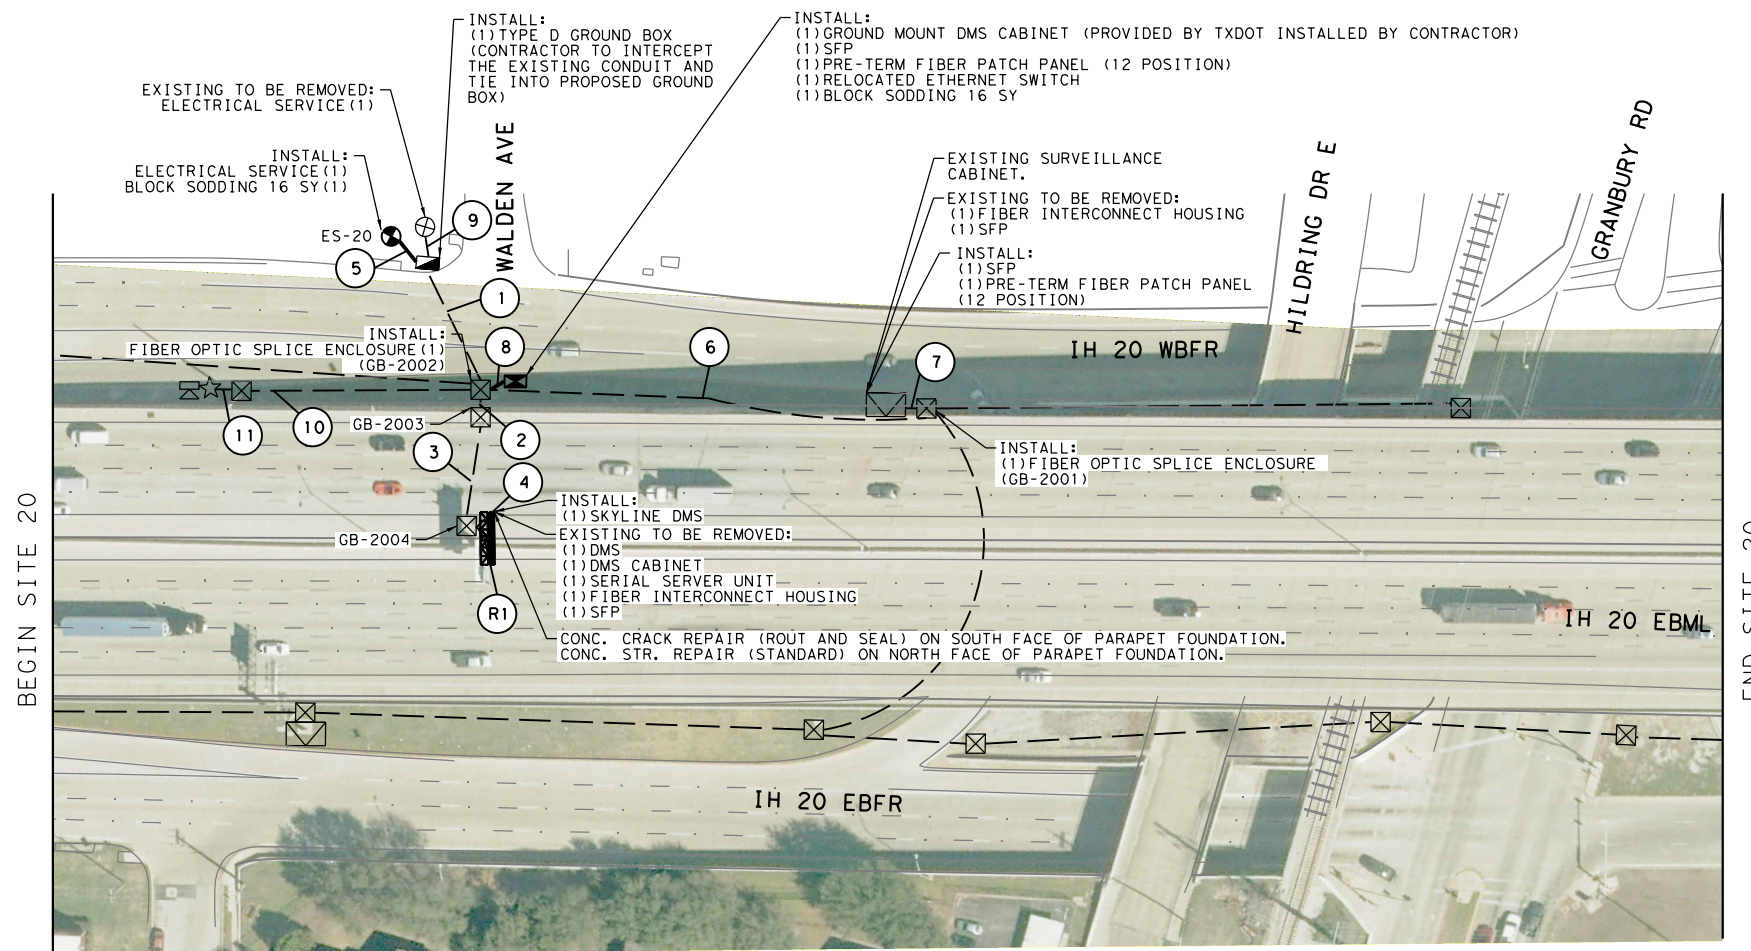 INSTALL:
(1)TYPE D GROUND BOX
(CONTRACTOR TO INTERCEPT
THE EXISTING CONDUIT AND
TIE INTO PROPOSED GROUND
BOX)
INSTALL:
(1)GROUND MOUNT DMS CABINET (PROVIDED BY TXDOT INSTALLED BY CONTRACTOR)
(1)SFP
(1)PRE-TERM FIBER PATCH PANEL (12 POSITION)
(1)RELOCATED ETHERNET SWITCH
(1)BLOCK SODDING 16 SY
EXISTING TO BE REMOVED:
ELECTRICAL SERVICE(1)
INSTALL:
ELECTRICAL SERVICE(1)
BLOCK SODDING 16 SY(1)
WALDEN AVE
EXISTING SURVEILLANCE
CABINET.
EXISTING TO BE REMOVED:
(1)FIBER INTERCONNECT HOUSING
(1)SFP
INSTALL:
(1)SFP
(1)PRE-TERM FIBER PATCH PANEL
(12 POSITION)
HILDRING DR E
GRANBURY RD
ES-20
9
5
1
INSTALL:
FIBER OPTIC SPLICE ENCLOSURE(1)
(GB-2002)
8
6
7
IH 20 WBFR
11
10
GB-2003
2
3
4
INSTALL:
(1)FIBER OPTIC SPLICE ENCLOSURE
(GB-2001)
GB-2004
INSTALL:
(1)SKYLINE DMS
EXISTING TO BE REMOVED:
(1)DMS
(1)DMS CABINET
(1)SERIAL SERVER UNIT
(1)FIBER INTERCONNECT HOUSING
(1)SFP
R1
CONC. CRACK REPAIR (ROUT AND SEAL) ON SOUTH FACE OF PARAPET FOUNDATION.
CONC. STR. REPAIR (STANDARD) ON NORTH FACE OF PARAPET FOUNDATION.
IH 20 EBML
BEGIN SITE 20
END SITE 20
IH 20 EBFR